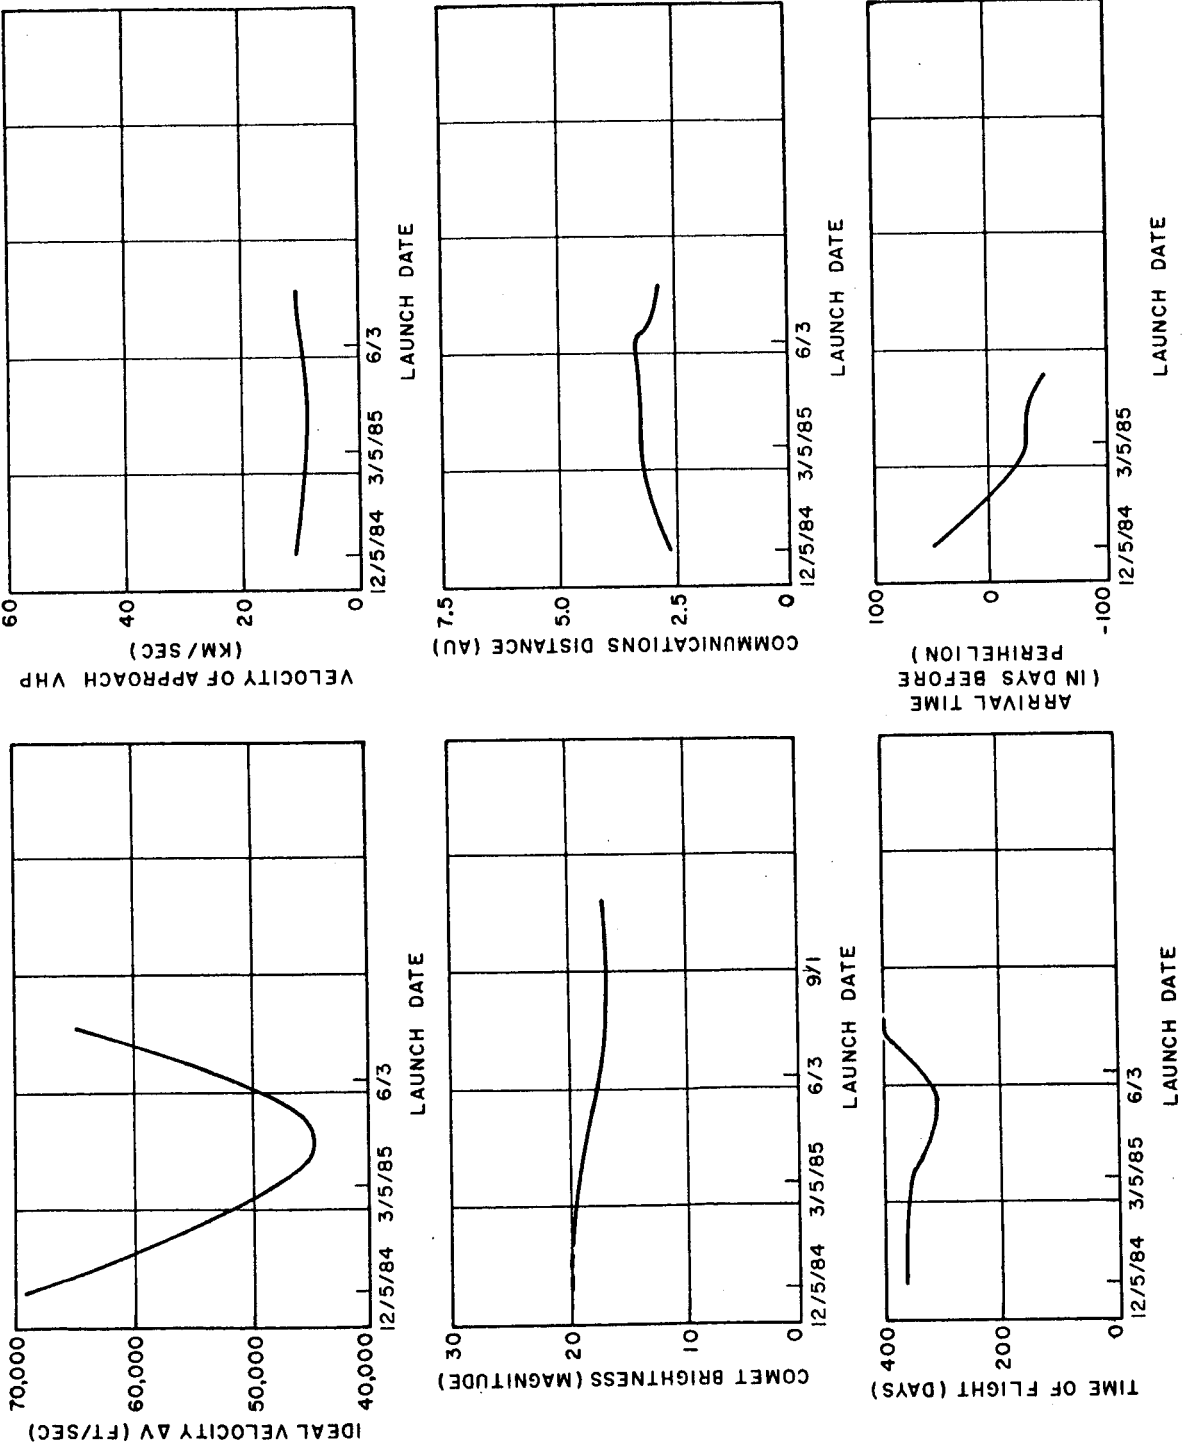 70,000
60,000
50,000
40,000
IDEAL VELOCITY ΔV (FT/SEC)
12/5/84 3/5/85 6/3
LAUNCH DATE
60
40
20
0
VELOCITY OF APPROACH VHP
(KM/SEC)
12/5/84 3/5/85 6/3
LAUNCH DATE
30
20
10
0
COMET BRIGHTNESS (MAGNITUDE)
12/5/84 3/5/85 6/3 9/1
LAUNCH DATE
7.5
5.0
2.5
0
COMMUNICATIONS DISTANCE (AU)
12/5/84 3/5/85 6/3
LAUNCH DATE
400
200
0
TIME OF FLIGHT (DAYS)
12/5/84 3/5/85 6/3
LAUNCH DATE
100
0
-100
ARRIVAL TIME
(IN DAYS BEFORE
PERIHELION)
12/5/84 3/5/85
LAUNCH DATE